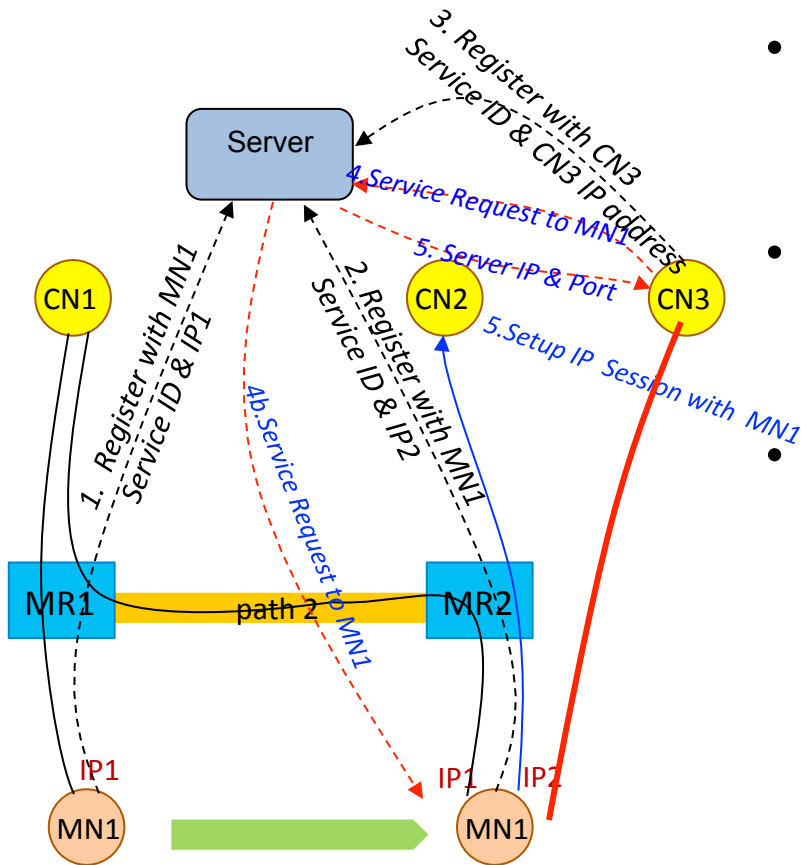 3. Register with CN3
Service ID & CN3 IP address
Server
4.Service Request to MN1
5. Server IP & Port
CN1
CN2
CN3
1. Register with MN1
Service ID & IP1
2. Register with MN1
Service ID & IP2
5.Setup IP Session with MN1
4b.Service Request to MN1
MR1
path 2
MR2
IP1
IP1
IP2
MN1
MN1